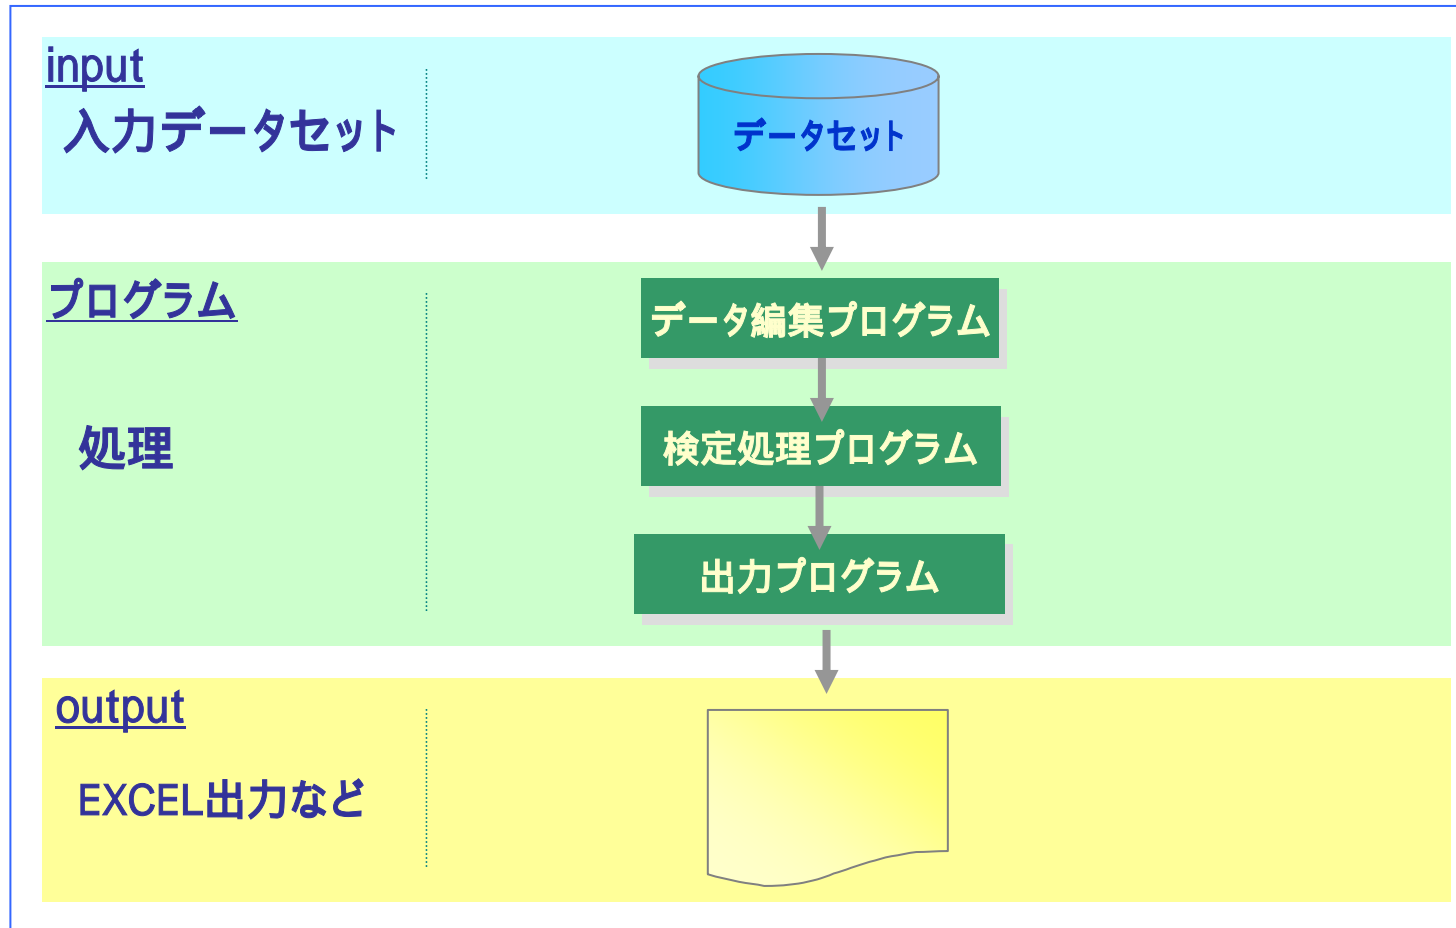 input
入力データセット
データセット
プログラム
データ編集プログラム
処理
検定処理プログラム
出力プログラム
output
EXCEL出力など